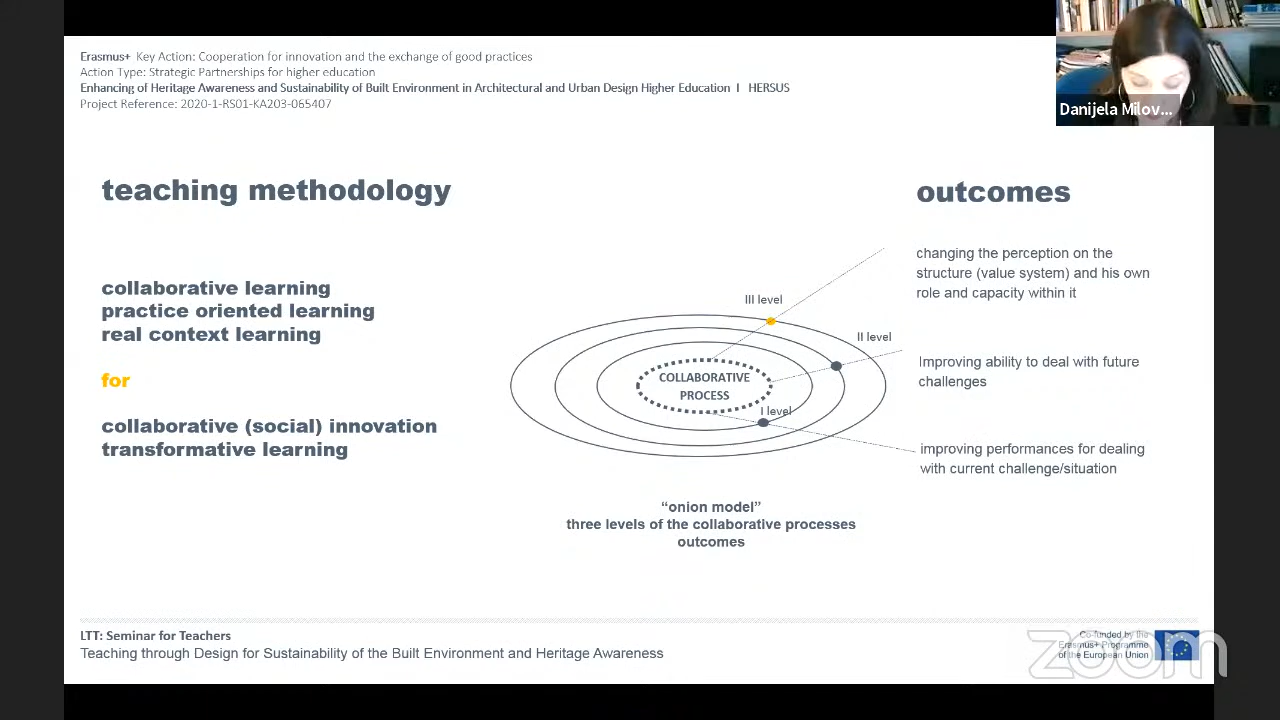 Erasmus+ Key Action: Cooperation for innovation and the exchange of good practices
Action Type: Strategic Partnerships for higher education
Enhancing of Heritage Awareness and Sustainability of Built Environment in Architectural and Urban Design Higher Education I HERSUS
Project Reference: 2020-1-RS01-KA203-065407
Danijela Milov...
teaching methodology
collaborative learning
practice oriented learning
real context learning
for
collaborative (social) innovation
transformative learning
III level
II level
COLLABORATIVE
PROCESS
I level
"onion model"
three levels of the collaborative processes
outcomes
outcomes
changing the perception on the
structure (value system) and his own
role and capacity within it
Improving ability to deal with future
challenges
improving performances for dealing
with current challenge/situation
LTT: Seminar for Teachers
Teaching through Design for Sustainability of the Built Environment and Heritage Awareness
Co-funded by the
Erasmus+ Programme
of the European Union
zoom